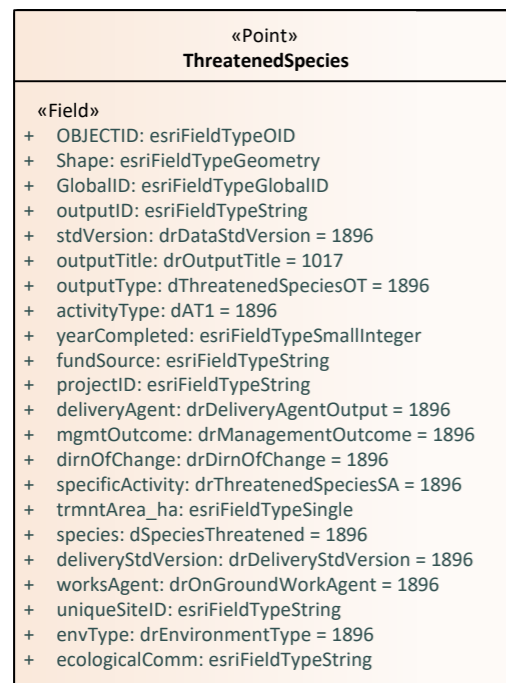 «Point»
ThreatenedSpecies
«Field»
+ OBJECTID: esriFieldTypeOID
+ Shape: esriFieldTypeGeometry
+ GlobalID: esriFieldTypeGlobalID
+ outputID: esriFieldTypeString
+ stdVersion: drDataStdVersion = 1896
+ outputTitle: drOutputTitle = 1017
+ outputType: dThreatenedSpeciesOT = 1896
+ activityType: dAT1 = 1896
+ yearCompleted: esriFieldTypeSmallInteger
+ fundSource: esriFieldTypeString
+ projectID: esriFieldTypeString
+ deliveryAgent: drDeliveryAgentOutput = 1896
+ mgmtOutcome: drManagementOutcome = 1896
+ dirnOfChange: drDirnOfChange = 1896
+ specificActivity: drThreatenedSpeciesSA = 1896
+ trmntArea_ha: esriFieldTypeSingle
+ species: dSpeciesThreatened = 1896
+ deliveryStdVersion: drDeliveryStdVersion = 1896
+ worksAgent: drOnGroundWorkAgent = 1896
+ uniqueSiteID: esriFieldTypeString
+ envType: drEnvironmentType = 1896
+ ecologicalComm: esriFieldTypeString